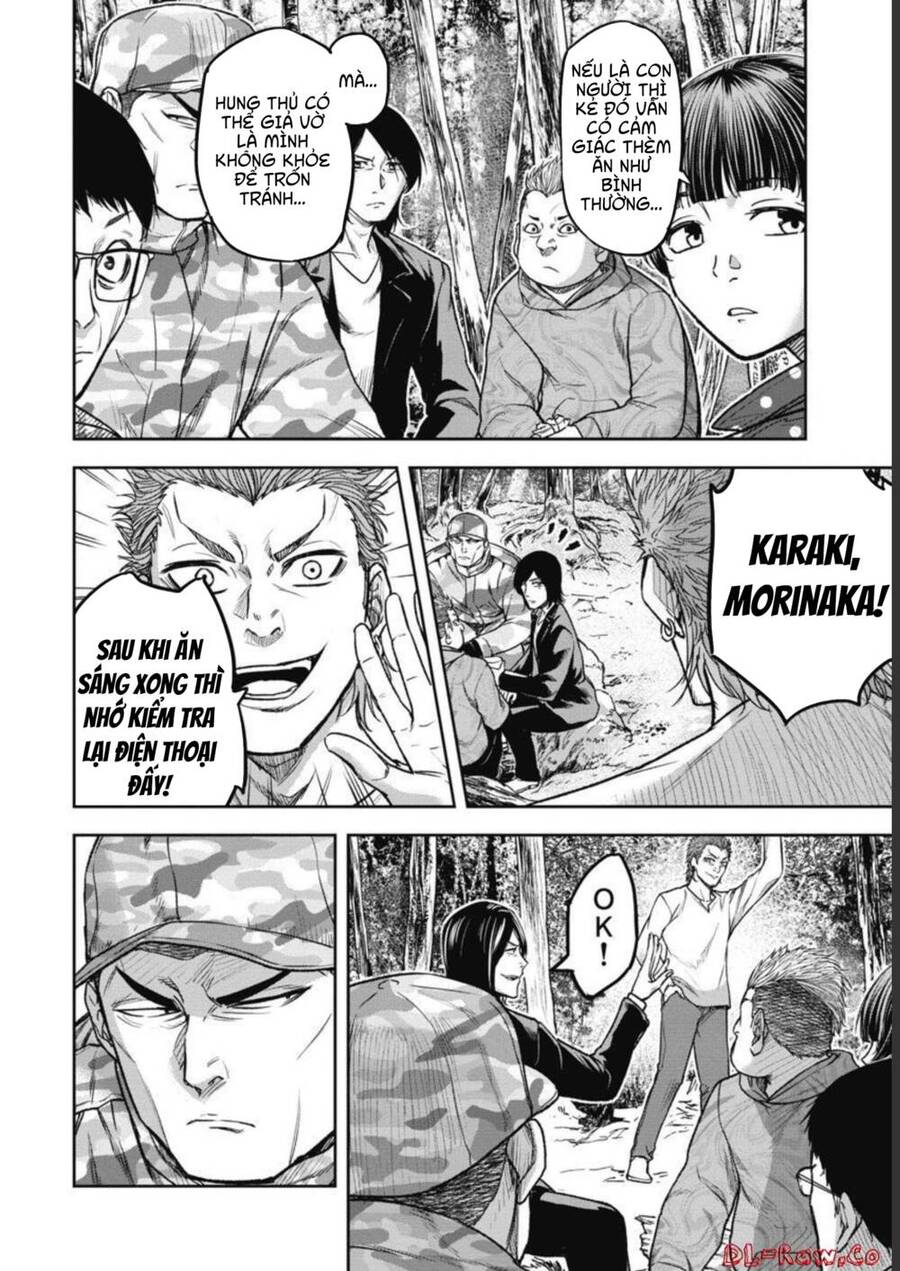 NẾU LÀ CON
NGƯỜI THÌ
KẺ ĐÓ VẪN
CÓ CẢM
GIÁC THÈM
ĂN NHƯ
BÌNH
THƯỜNG...
MÀ...
HUNG THỦ CÓ
THỂ GIẢ VỜ
LÀ MÌNH
KHÔNG KHỎE
ĐỂ TRỐN
TRÁNH...
KARAKI,
MORINAKA!
SAU KHI ĂN
SÁNG XONG THÌ
NHỚ KIỂM TRA
LẠI ĐIỆN THOẠI
ĐẤY!
OK!
DL-Raw.Co